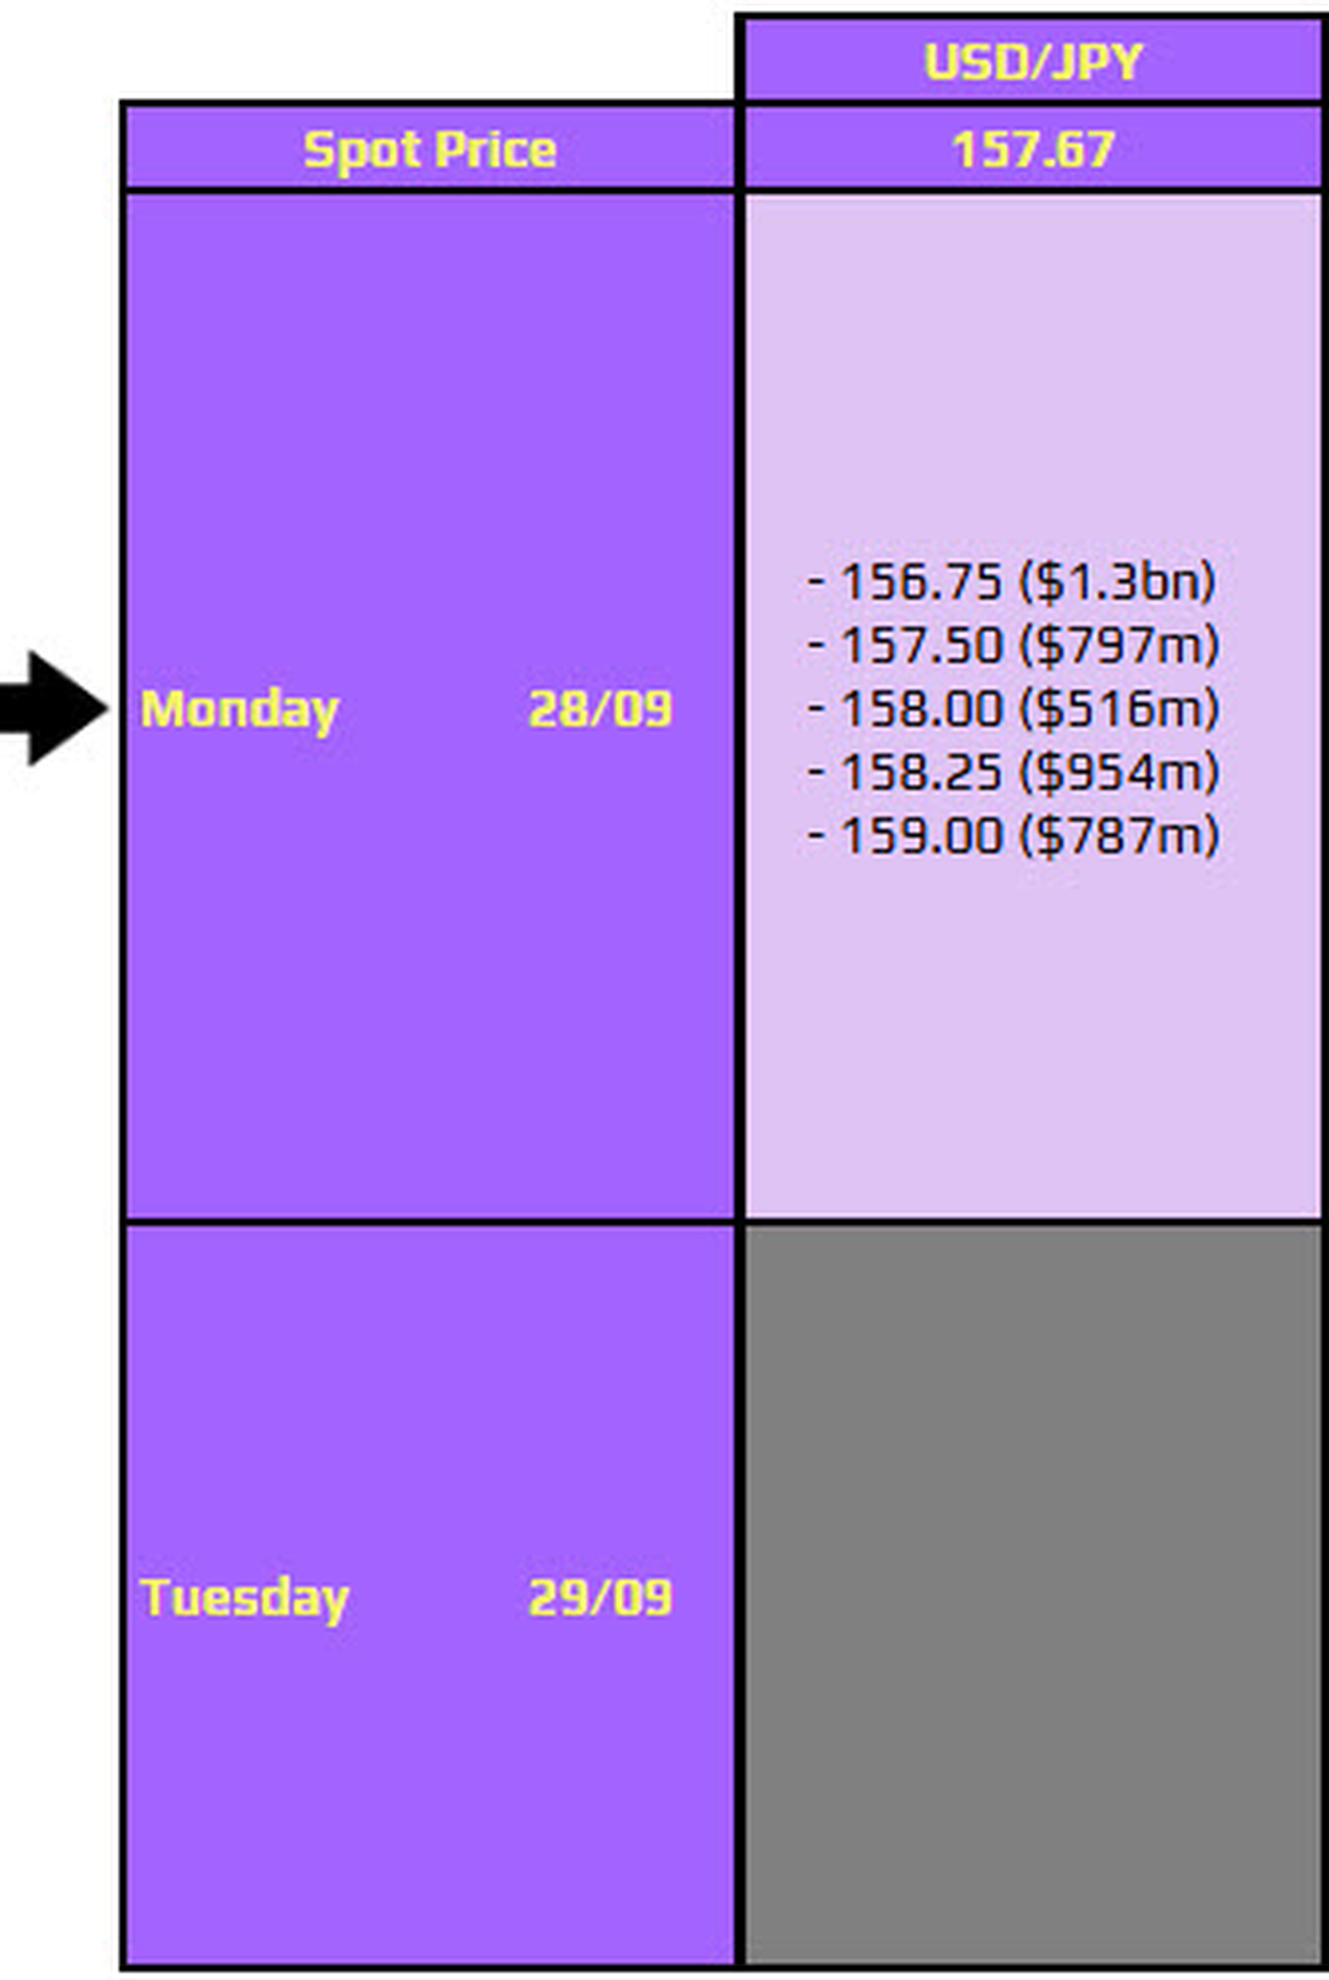 USD/JPY
Spot Price 157.67
Monday 28/09
- 156.75 ($1.3bn)
- 157.50 ($797m)
- 158.00 ($516m)
- 158.25 ($954m)
- 159.00 ($787m)
Tuesday 29/09